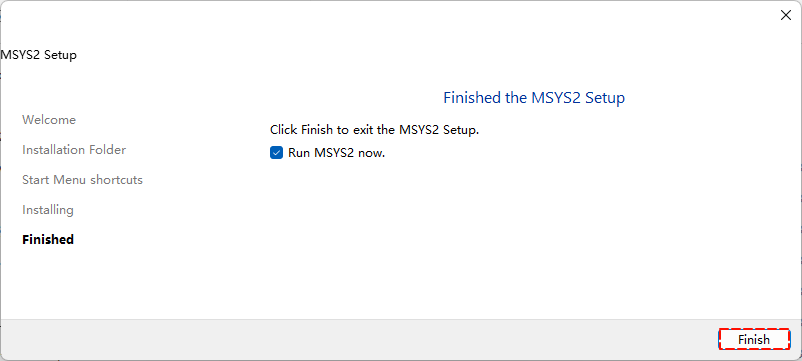 MSYS2 Setup
Finished the MSYS2 Setup
Welcome
Installation Folder
Start Menu shortcuts
Installing
Finished
Click Finish to exit the MSYS2 Setup.
Run MSYS2 now.
Finish